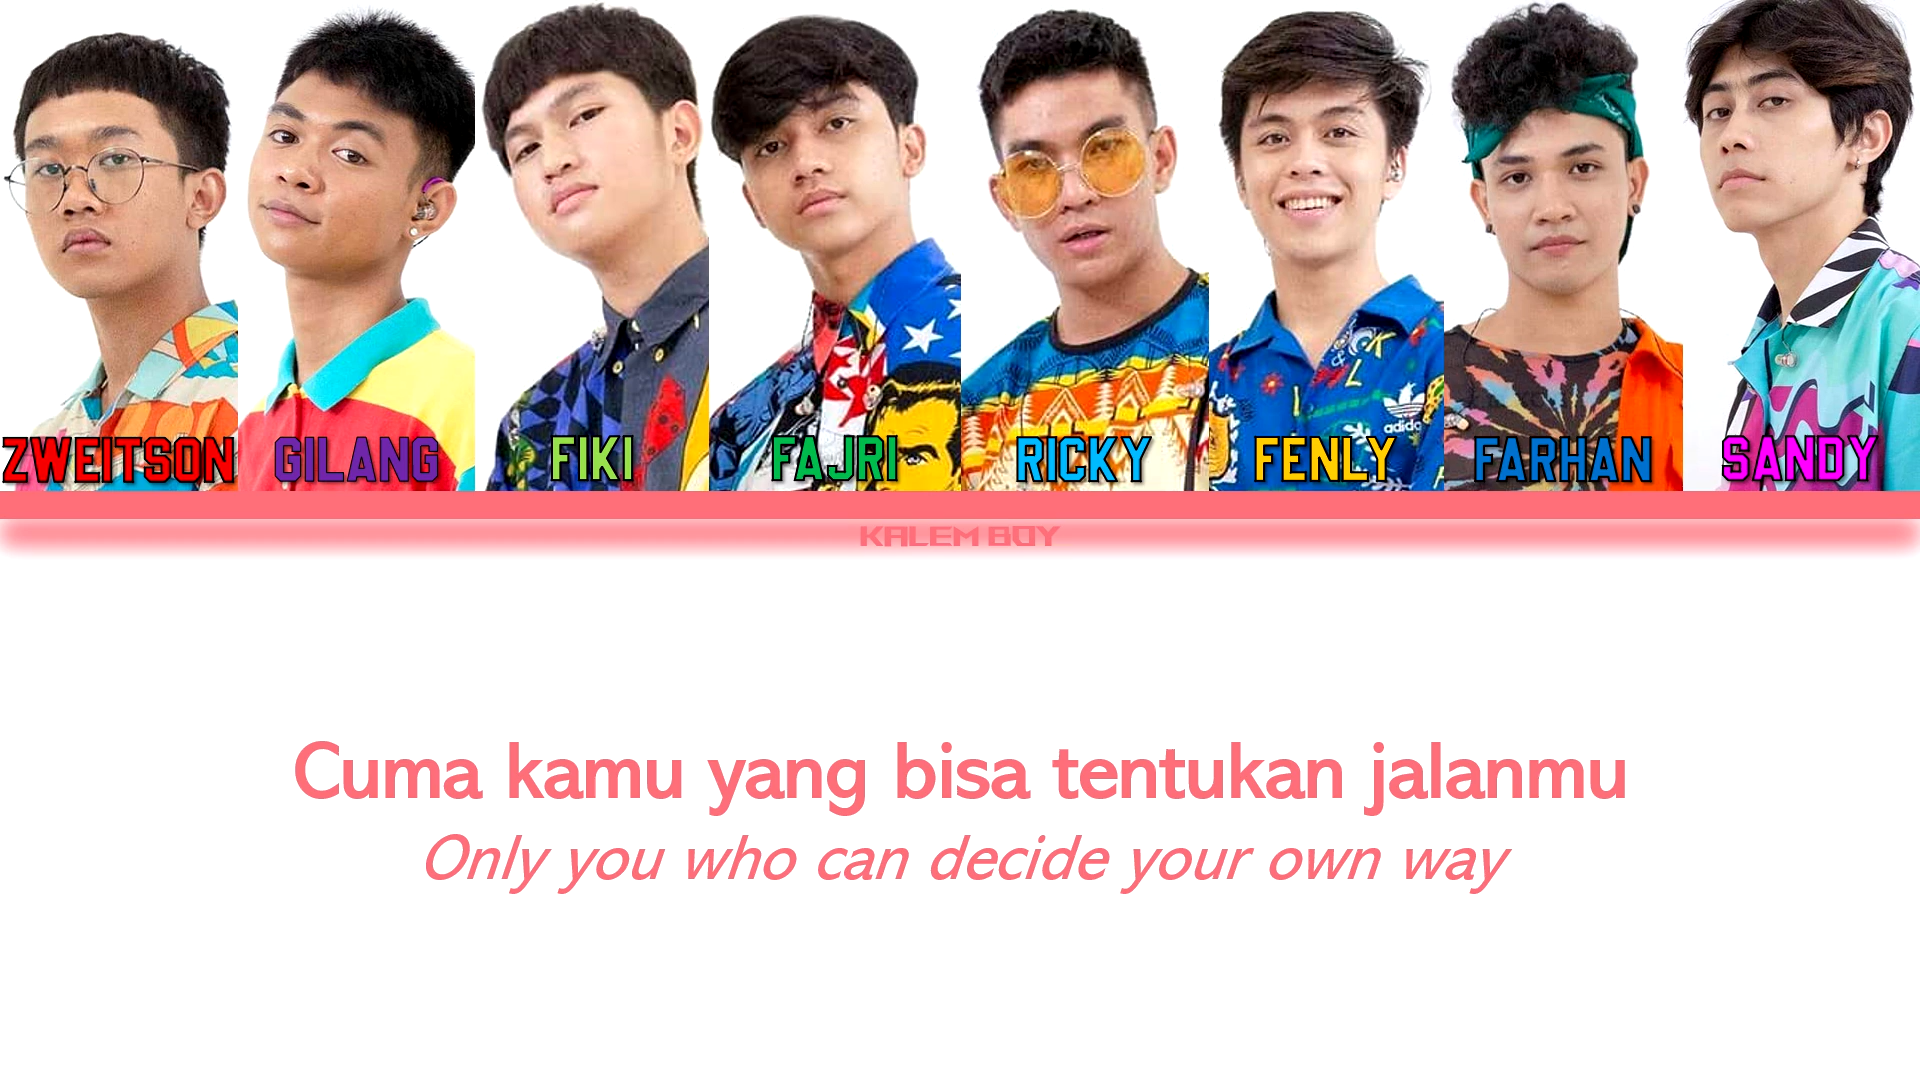 ZWEITSON GILANG FIKI FAJRI RICKY FENLY FARHAN SANDY
adidas
KALEM BOY
Cuma kamu yang bisa tentukan jalanmu
Only you who can decide your own way